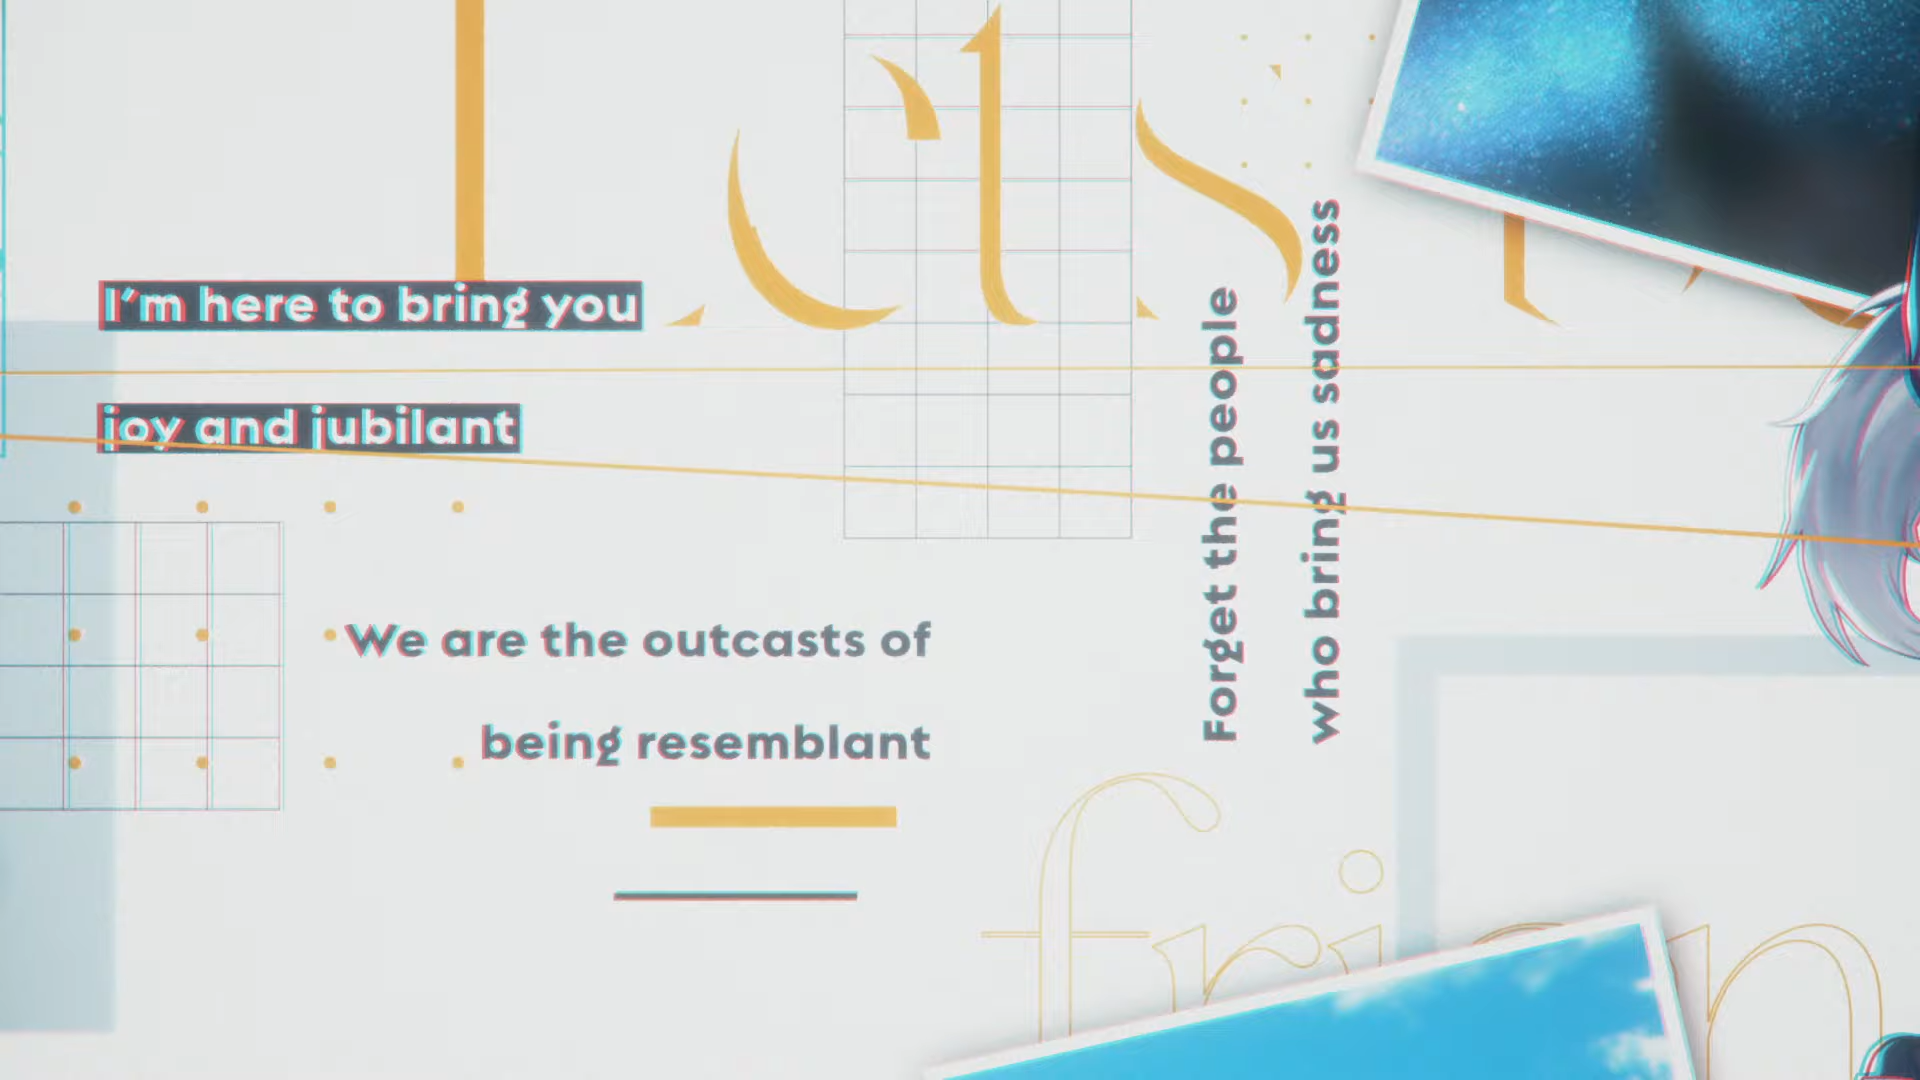 I'm here to bring you
joy and jubilant
We are the outcasts of
being resemblant
Forget the people
who bring us sadness